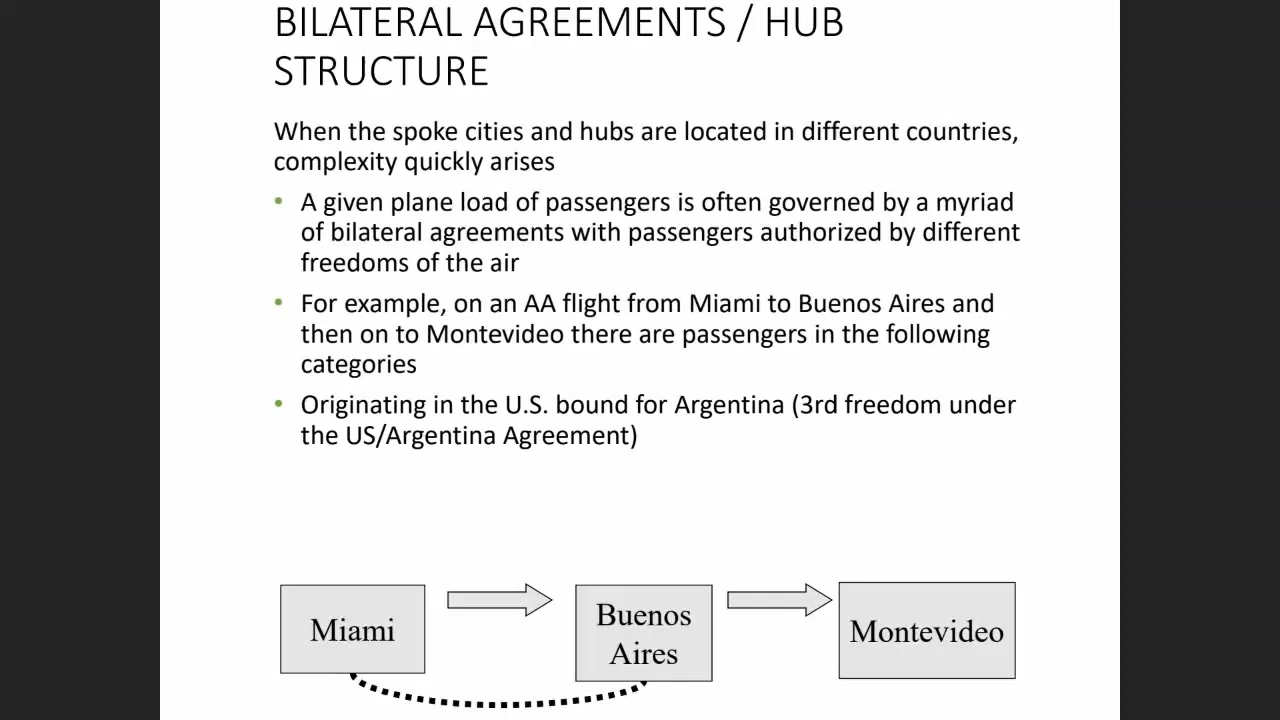 BILATERAL AGREEMENTS / HUB
STRUCTURE
When the spoke cities and hubs are located in different countries,
complexity quickly arises
• A given plane load of passengers is often governed by a myriad
of bilateral agreements with passengers authorized by different
freedoms of the air
• For example, on an AA flight from Miami to Buenos Aires and
then on to Montevideo there are passengers in the following
categories
• Originating in the U.S. bound for Argentina (3rd freedom under
the US/Argentina Agreement)
Miami
Buenos
Aires
Montevideo